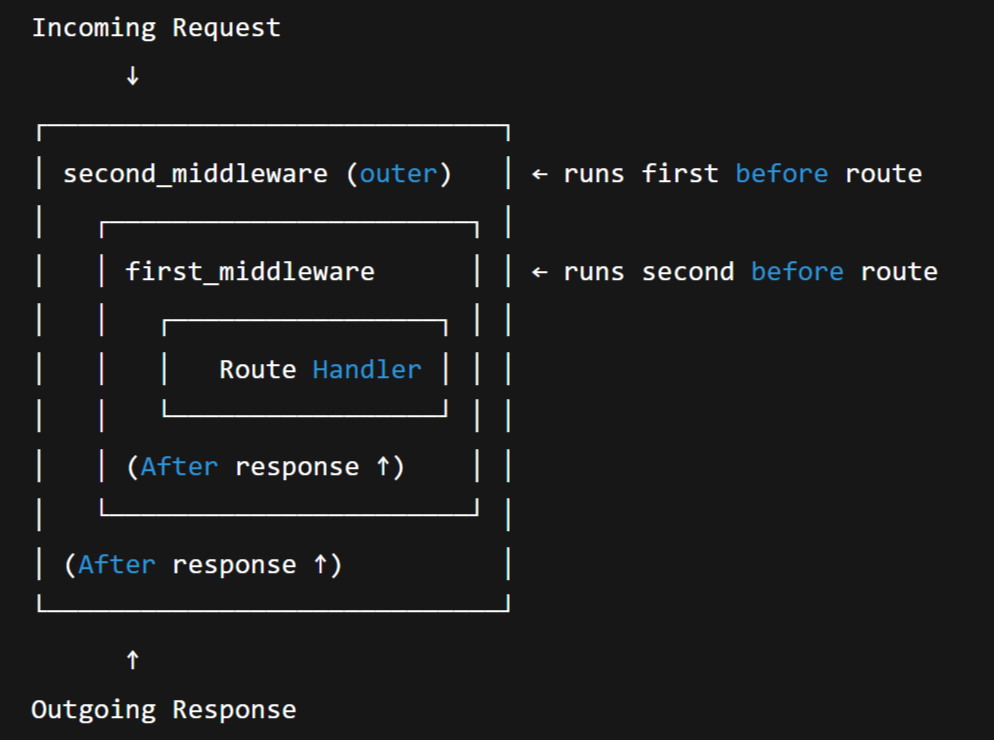 Incoming Request
↓
second_middleware (outer) ← runs first before route
first_middleware ← runs second before route
Route Handler
(After response ↑)
(After response ↑)
↑
Outgoing Response